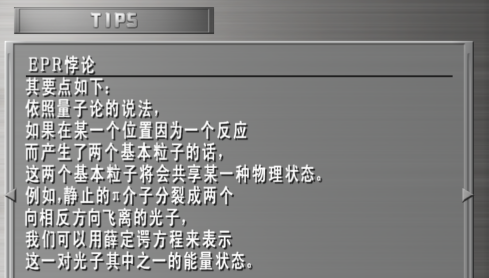 TIPS
EPR悖论
其要点如下:
依照量子论的说法,
如果在某一个位置因为一个反应
而产生了两个基本粒子的话,
这两个基本粒子将会共享某一种物理状态。
例如,静止的π介子分裂成两个
向相反方向飞离的光子,
我们可以用薛定谔方程来表示
这一对光子其中之一的能量状态。